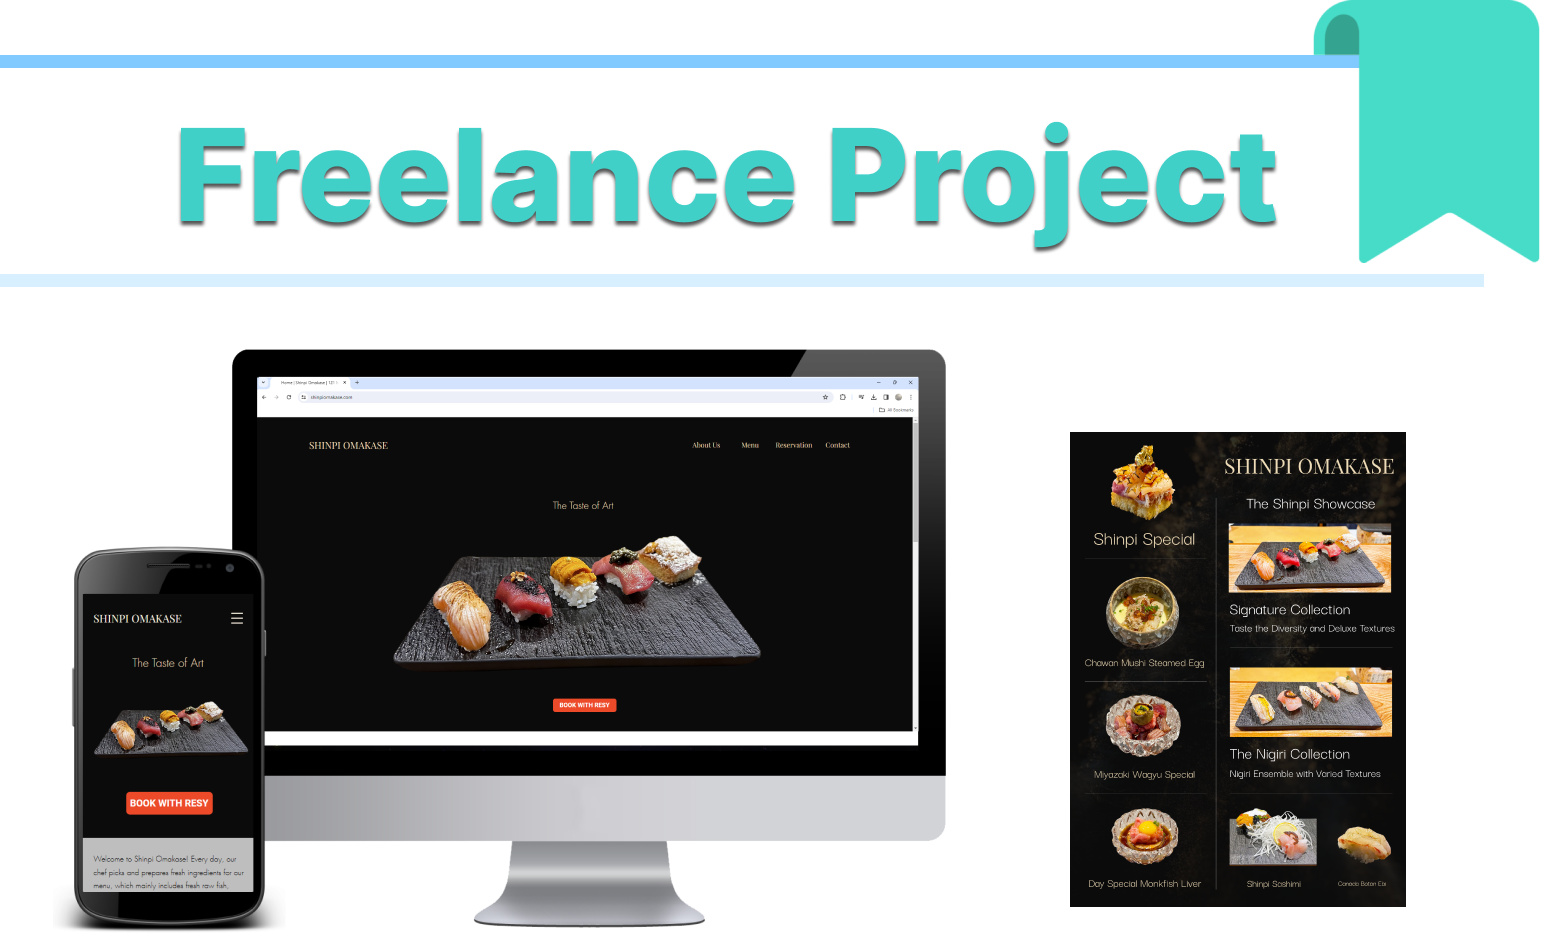 Freelance Project
Home | Shinpi Omakase | 131
shinpiomakase.com
All Bookmarks
SHINPI OMAKASE
About Us
Menu
Reservation
Contact
The Taste of Art
BOOK WITH RESY
SHINPI OMAKASE
The Taste of Art
BOOK WITH RESY
Welcome to Shinpi Omakase! Every day, our
chef picks and prepares fresh ingredients for our
menu, which mainly includes fresh raw fish,
SHINPI OMAKASE
The Shinpi Showcase
Shinpi Special
Chawan Mushi Steamed Egg
Miyazaki Wagyu Special
Day Special Monkfish Liver
Signature Collection
Taste the Diversity and Deluxe Textures
The Nigiri Collection
Nigiri Ensemble with Varied Textures
Shinpi Sashimi
Canada Botan Ebi